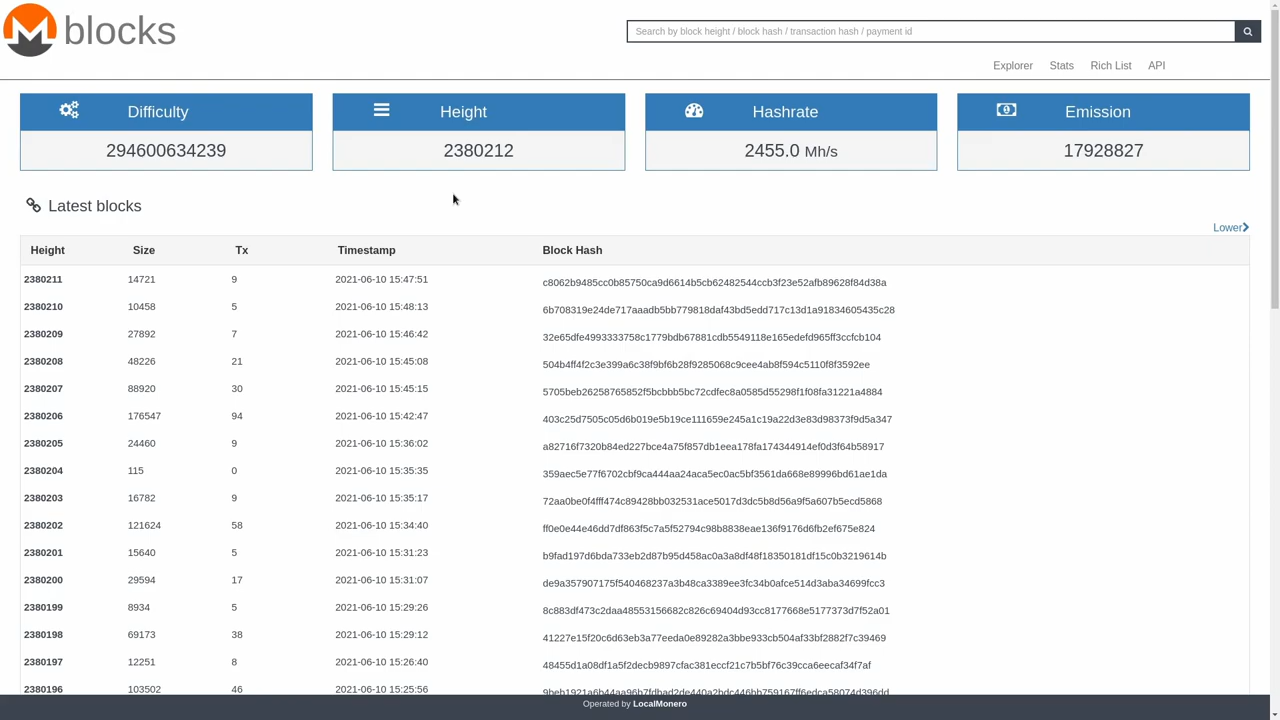 blocks
Search by block height / block hash / transaction hash / payment id
Explorer Stats Rich List API
Difficulty Height Hashrate Emission
294600634239 2380212 2455.0 Mh/s 17928827
Latest blocks
Lower
Height Size Tx Timestamp Block Hash
2380211 14721 9 2021-06-10 15:47:51 c8062b9485cc0b85750ca9d6614b5cb62482544ccb3f23e52afb89628f84d38a
2380210 10458 5 2021-06-10 15:48:13 6b708319e24de717aaadb5bb779818daf43bd5edd717c13d1a91834605435c28
2380209 27892 7 2021-06-10 15:46:42 32e65dfe4993333758c1779bdb67881cdb5549118e165edefd965ff3ccfcb104
2380208 48226 21 2021-06-10 15:45:08 504b4ff4f2c3e399a6c38f9bf6b28f9285068c9cee4ab8f594c5110f8f3592ee
2380207 88920 30 2021-06-10 15:45:15 5705beb26258765852f5bcbbb5bc72cdfec8a0585d55298f1f08fa31221a4884
2380206 176547 94 2021-06-10 15:42:47 403c25d7505c05d6b019e5b19ce111659e245a1c19a22d3e83d98373f9d5a347
2380205 24460 9 2021-06-10 15:36:02 a82716f7320b84ed227bce4a75f857db1eea178fa174344914ef0d3f64b58917
2380204 115 0 2021-06-10 15:35:35 359aec5e77f6702cbf9ca444aa24aca5ec0ac5bf3561da668e89996bd61ae1da
2380203 16782 9 2021-06-10 15:35:17 72aa0be0f4fff474c89428bb032531ace5017d3dc5b8d56a9f5a607b5ecd5868
2380202 121624 58 2021-06-10 15:34:40 ff0e0e44e46dd7df863f5c7a5f52794c98b8838eae136f9176d6fb2ef675e824
2380201 15640 5 2021-06-10 15:31:23 b9fad197d6bda733eb2d87b95d458ac0a3a8df48f18350181df15c0b3219614b
2380200 29594 17 2021-06-10 15:31:07 de9a357907175f540468237a3b48ca3389ee3fc34b0afce514d3aba34699fcc3
2380199 8934 5 2021-06-10 15:29:26 8c883df473c2daa48553156682c826c69404d93cc8177668e5177373d7f52a01
2380198 69173 38 2021-06-10 15:29:12 41227e15f20c6d63eb3a77eeda0e89282a3bbe933cb504af33bf2882f7c39469
2380197 12251 8 2021-06-10 15:26:40 48455d1a08df1a5f2decb9897cfac381eccf21c7b5bf76c39cca6eecaf34f7af
2380196 103502 46 2021-06-10 15:25:56
Operated by LocalMonero